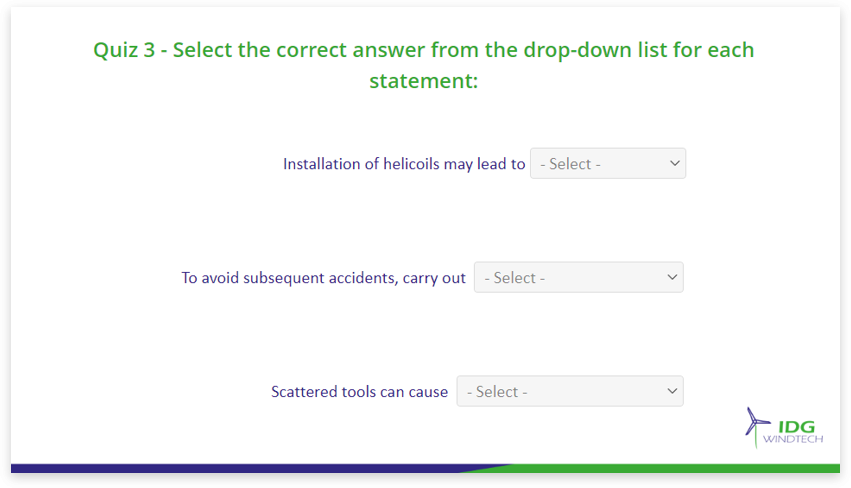 Quiz 3 - Select the correct answer from the drop-down list for each
statement:
Installation of helicoils may lead to - Select -
To avoid subsequent accidents, carry out - Select -
Scattered tools can cause - Select -
IDG
WINDTECH